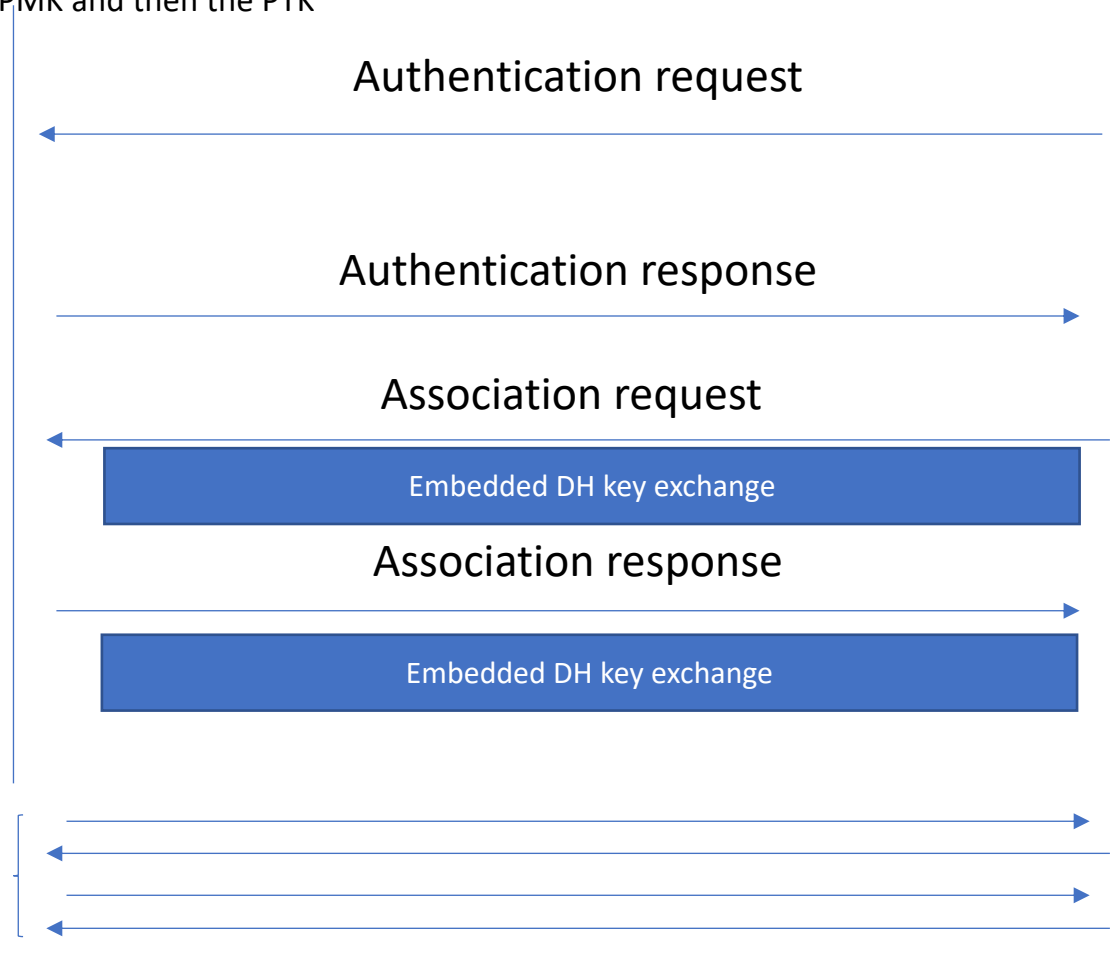 PMK and then the PTK
Authentication request
Authentication response
Association request
Embedded DH key exchange
Association response
Embedded DH key exchange